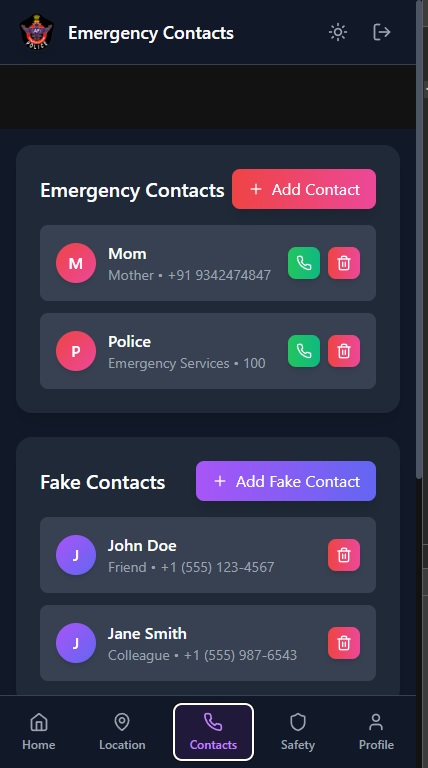 POLICE
Emergency Contacts
Emergency Contacts
+ Add Contact
M
Mom
Mother • +91 9342474847
P
Police
Emergency Services • 100
Fake Contacts
+ Add Fake Contact
J
John Doe
Friend • +1 (555) 123-4567
J
Jane Smith
Colleague • +1 (555) 987-6543
Home
Location
Contacts
Safety
Profile